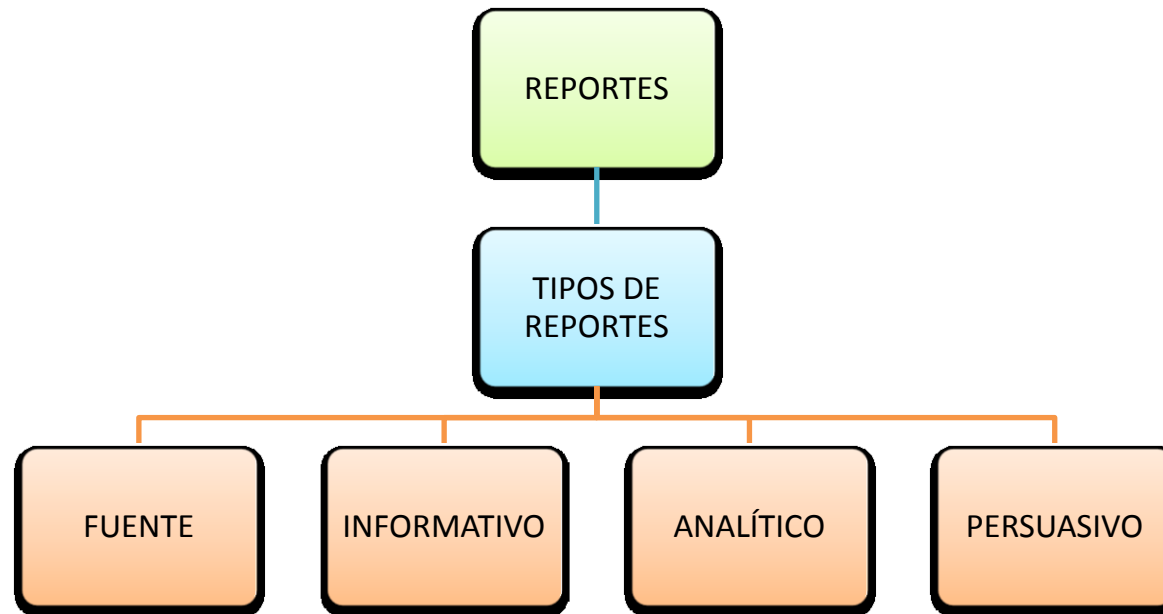 REPORTES
TIPOS DE
REPORTES
FUENTE
INFORMATIVO
ANALÍTICO
PERSUASIVO